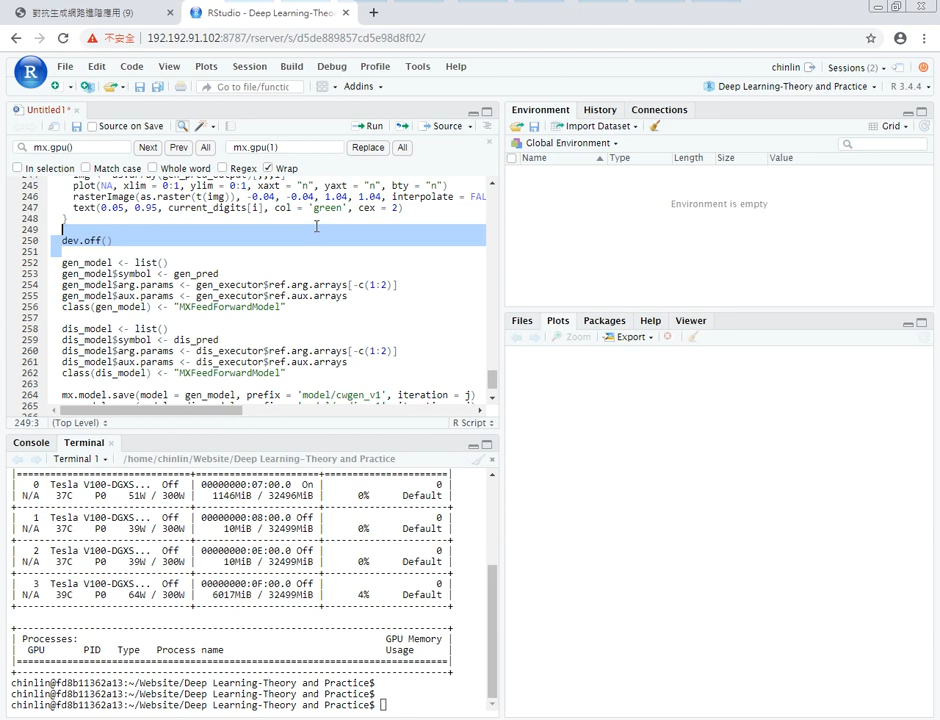 對抗生成網路進階應用 (9)
RStudio - Deep Learning-Theo
不安全 192.192.91.102:8787/rserver/s/d5de889857cd5e98d8f02/
File Edit Code View Plots Session Build Debug Profile Tools Help
chinlin Sessions (2)
Go to file/functic Addins
Deep Learning-Theory and Practice R 3.4.4
Untitled1*
Source on Save Run Source
mx.gpu() Next Prev All mx.gpu(1) Replace All
In selection Match case Whole word Regex Wrap
245 plot(NA, xlim = 0:1, ylim = 0:1, xaxt = "n", yaxt = "n", bty = "n")
246 rasterImage(as.raster(t(img)), -0.04, -0.04, 1.04, 1.04, interpolate = FAL
247 text(0.05, 0.95, current_digits[i], col = 'green', cex = 2)
248 }
249
250 dev.off()
251
252 gen_model <- list()
253 gen_model$symbol <- gen_pred
254 gen_model$arg.params <- gen_executor$ref.arg.arrays[-c(1:2)]
255 gen_model$aux.params <- gen_executor$ref.aux.arrays
256 class(gen_model) <- "MXFeedForwardModel"
257
258 dis_model <- list()
259 dis_model$symbol <- dis_pred
260 dis_model$arg.params <- dis_executor$ref.arg.arrays[-c(1:2)]
261 dis_model$aux.params <- dis_executor$ref.aux.arrays
262 class(dis_model) <- "MXFeedForwardModel"
263
264 mx.model.save(model = gen_model, prefix = 'model/cwgen_v1', iteration = j)
265
249:3 (Top Level) R Script
Console Terminal
Terminal 1 /home/chinlin/Website/Deep Learning-Theory and Practice
|===============================+======================+======================|
| 0 Tesla V100-DGXS... Off | 00000000:07:00.0 On | 0 |
| N/A 37C P0 51W / 300W | 1146MiB / 32496MiB | 0% Default |
+-------------------------------+----------------------+----------------------+
| 1 Tesla V100-DGXS... Off | 00000000:08:00.0 Off | 0 |
| N/A 37C P0 39W / 300W | 10MiB / 32499MiB | 0% Default |
+-------------------------------+----------------------+----------------------+
| 2 Tesla V100-DGXS... Off | 00000000:0E:00.0 Off | 0 |
| N/A 37C P0 39W / 300W | 10MiB / 32499MiB | 0% Default |
+-------------------------------+----------------------+----------------------+
| 3 Tesla V100-DGXS... Off | 00000000:0F:00.0 Off | 0 |
| N/A 39C P0 64W / 300W | 6017MiB / 32499MiB | 4% Default |
+-------------------------------+----------------------+----------------------+
+-----------------------------------------------------------------------------+
| Processes: GPU Memory |
| GPU PID Type Process name Usage |
|=============================================================================|
+-----------------------------------------------------------------------------+
chinlin@fd8b11362a13:~/Website/Deep Learning-Theory and Practice$
chinlin@fd8b11362a13:~/Website/Deep Learning-Theory and Practice$
chinlin@fd8b11362a13:~/Website/Deep Learning-Theory and Practice$
Environment History Connections
Import Dataset Grid
Global Environment
Name Type Length Size Value
Environment is empty
Files Plots Packages Help Viewer
Zoom Export